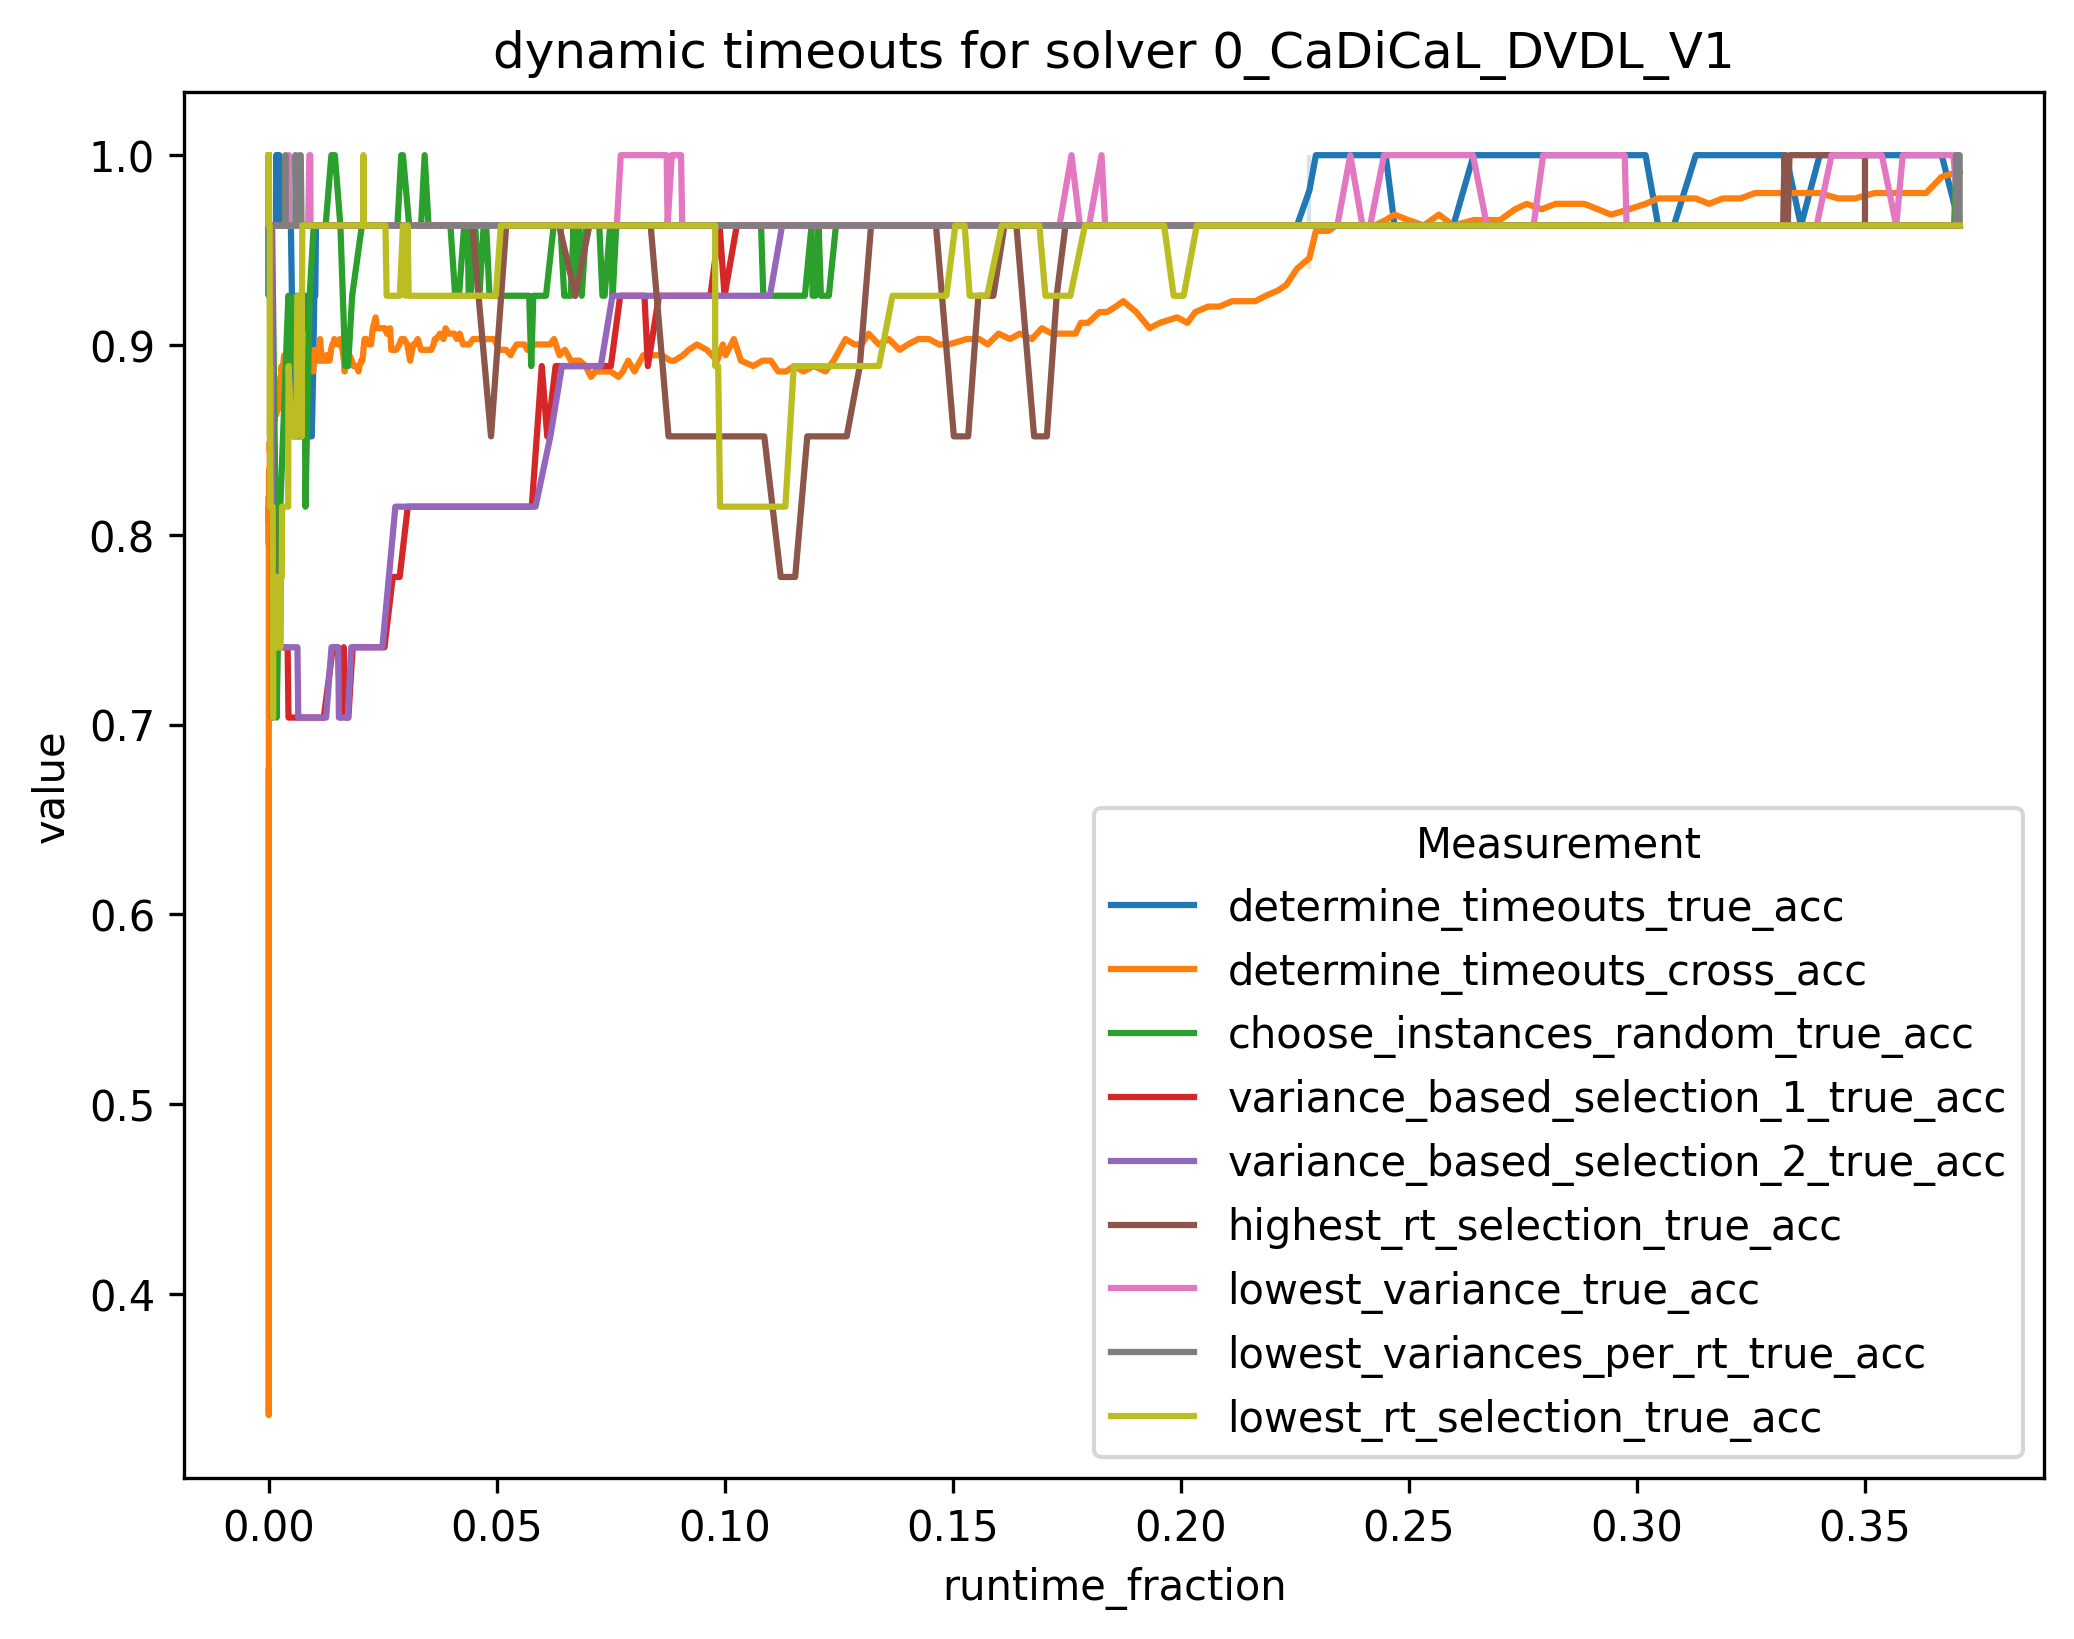 dynamic timeouts for solver 0_CaDiCaL_DVDL_V1
1.0
0.9
0.8
0.7
0.6
0.5
0.4
value
Measurement
determine_timeouts_true_acc
determine_timeouts_cross_acc
choose_instances_random_true_acc
variance_based_selection_1_true_acc
variance_based_selection_2_true_acc
highest_rt_selection_true_acc
lowest_variance_true_acc
lowest_variances_per_rt_true_acc
lowest_rt_selection_true_acc
0.00 0.05 0.10 0.15 0.20 0.25 0.30 0.35
runtime_fraction